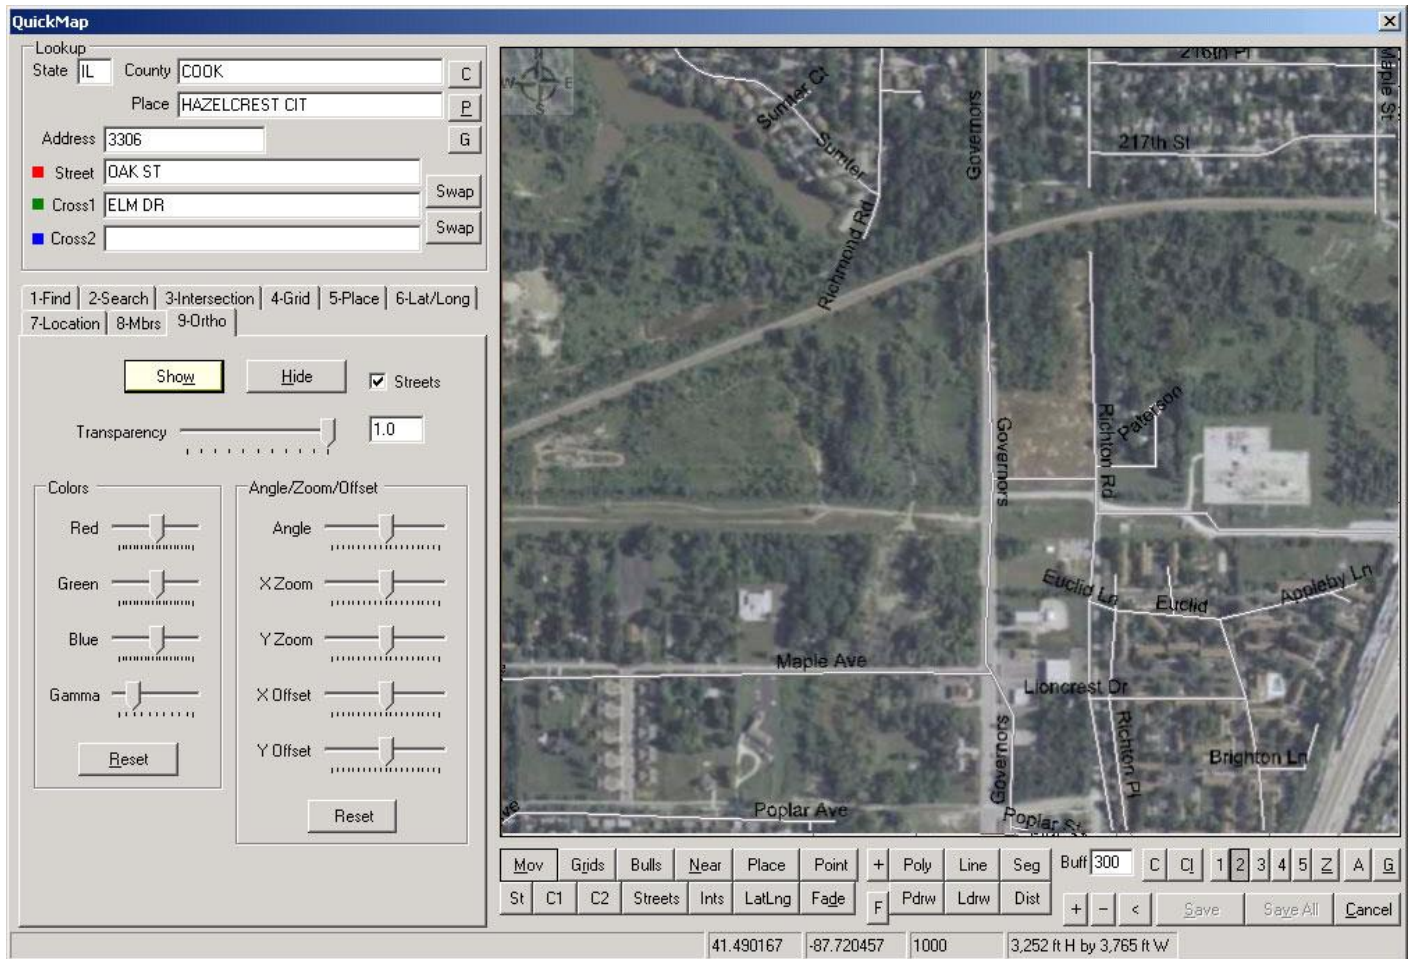 QuickMap
Lookup
State IL County COOK C
Place HAZELCREST CIT P
Address 3306 G
Street OAK ST
Swap
Cross1 ELM DR
Swap
Cross2
1-Find 2-Search 3-Intersection 4-Grid 5-Place 6-Lat/Long
7-Location 8-Mbrs 9-Ortho
Show Hide Streets
Transparency 1.0
Colors
Red
Green
Blue
Gamma
Reset
Angle/Zoom/Offset
Angle
X Zoom
Y Zoom
X Offset
Y Offset
Reset
N
W E
S
Sumter Ct
Sumter
Richmond Rd
Governors
216th Pl
Maple St
217th St
Governors
Richton Rd
Paterson
Euclid Ln
Euclid
Appleby Ln
Maple Ave
Lioncrest Dr
Governors
Richton Pl
Brighton Ln
ve
Poplar Ave
Poplar St
Mov Grids Bulls Near Place Point + Poly Line Seg Buff 300 C Cl 1 2 3 4 5 Z A G
St C1 C2 Streets Ints LatLng Fade F Pdrw Ldrw Dist + - < Save Save All Cancel
41.490167 -87.720457 1000 3,252 ft H by 3,765 ft W